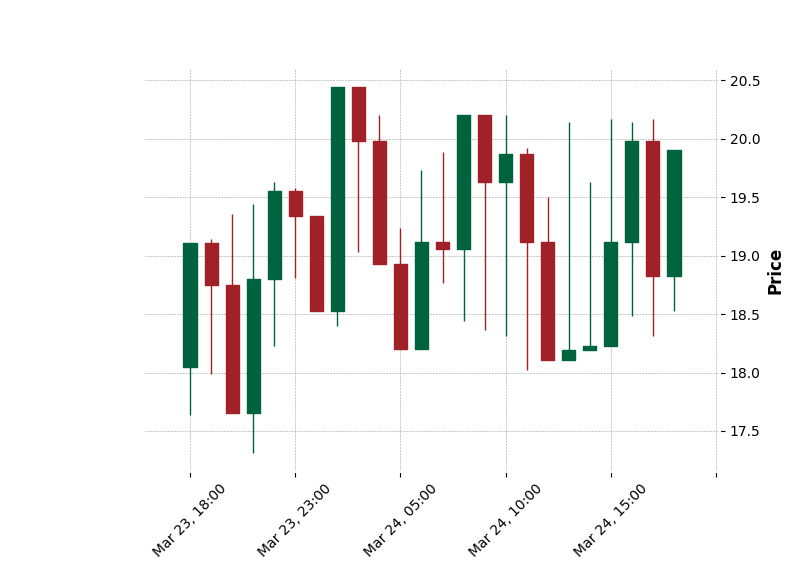 20.5
20.0
19.5
19.0
18.5
18.0
17.5
Price
Mar 23, 18:00
Mar 23, 23:00
Mar 24, 05:00
Mar 24, 10:00
Mar 24, 15:00